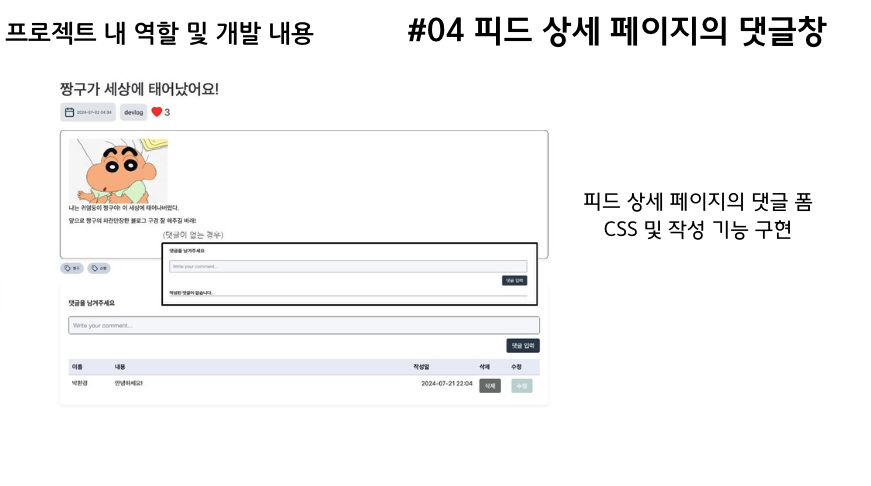 프로젝트 내 역할 및 개발 내용
#04 피드 상세 페이지의 댓글창
짱구가 세상에 태어났어요!
devlog
3
나는 귀염둥이 짱구야! 이 세상에 태어나버렸다.
앞으로 짱구의 파란만장한 블로그 구경 잘 해주길 바래!
(댓글이 없는 경우)
댓글을 남겨주세요
Write your comment...
댓글 입력
작성된 댓글이 없습니다.
짱구
댓글을 남겨주세요
Write your comment...
댓글 입력
이름 내용 작성일 삭제 수정
박환경 안녕하세요! 2024-07-21 22:04 삭제 수정
피드 상세 페이지의 댓글 폼
CSS 및 작성 기능 구현